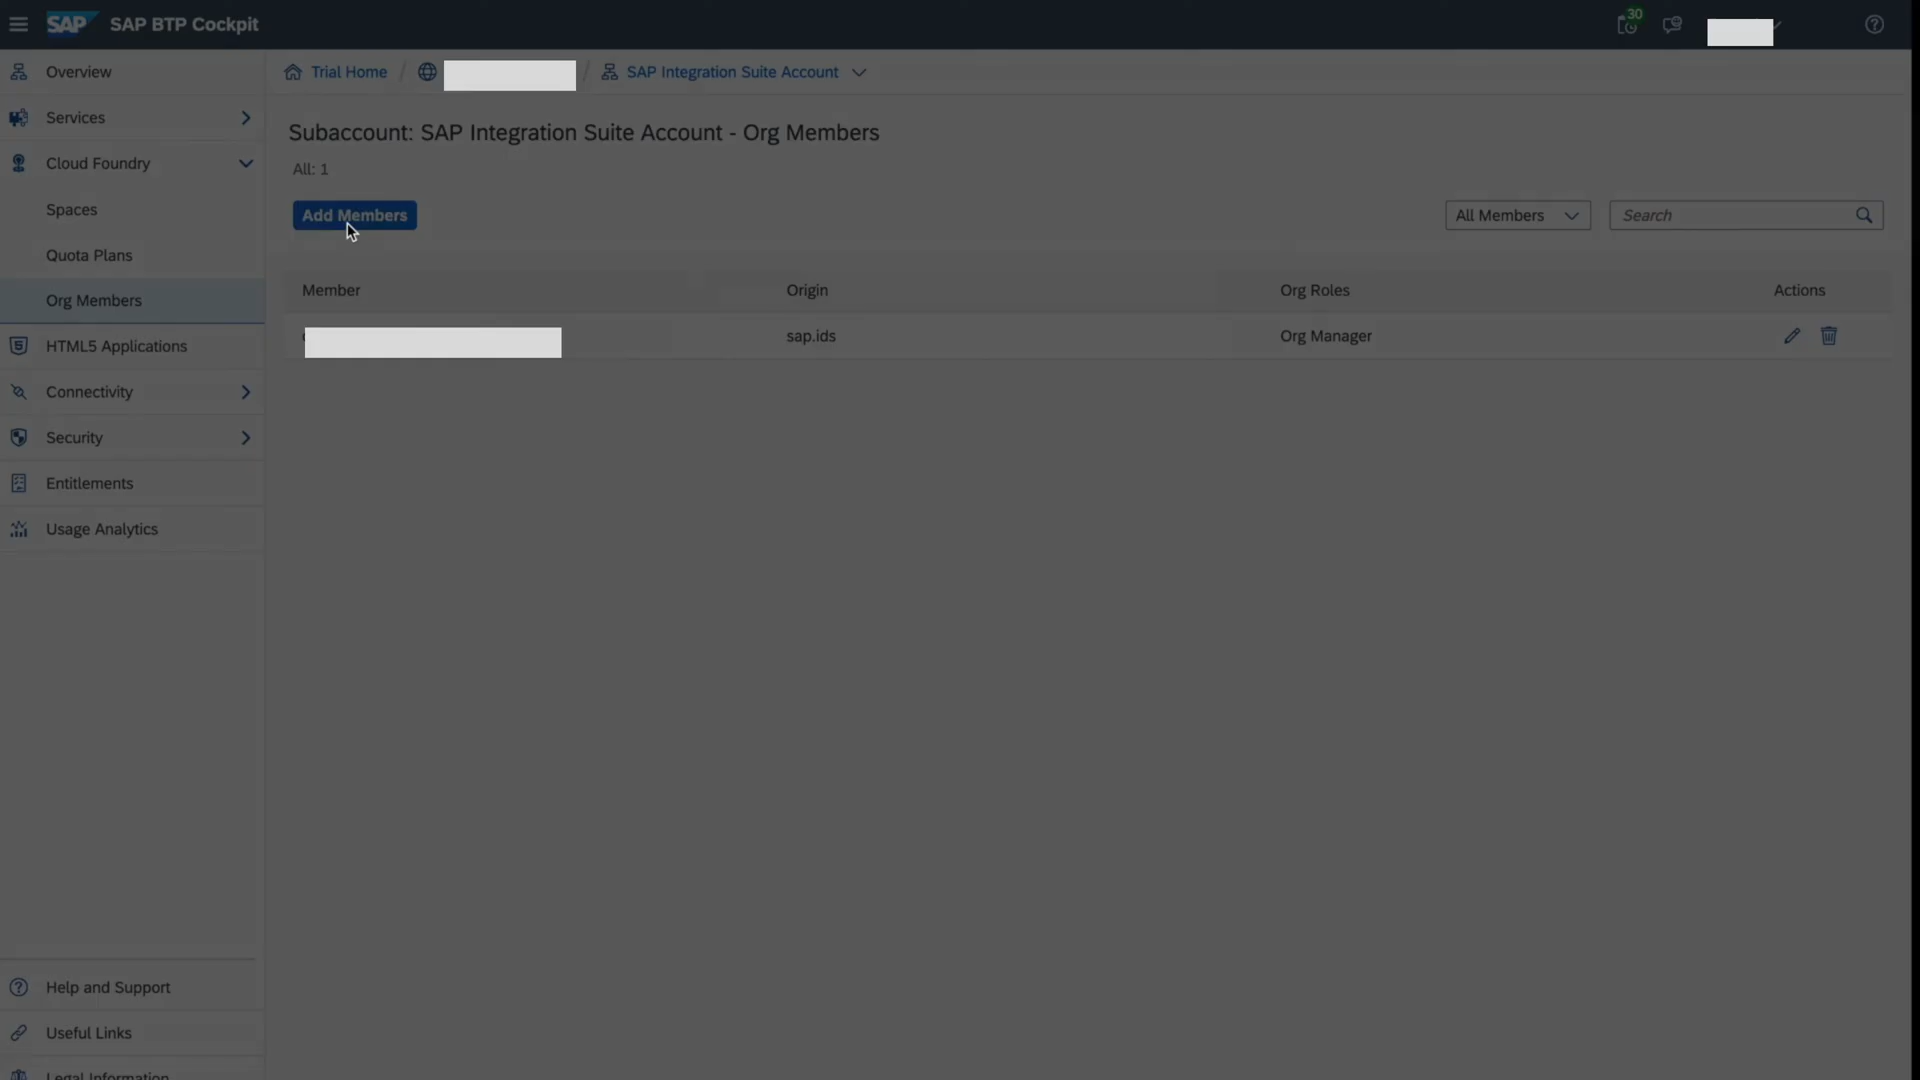 SAP SAP BTP Cockpit
30
Overview
Services
Cloud Foundry
Spaces
Quota Plans
Org Members
HTML5 Applications
Connectivity
Security
Entitlements
Usage Analytics
Help and Support
Useful Links
Legal Information
Trial Home / / SAP Integration Suite Account
Subaccount: SAP Integration Suite Account - Org Members
All: 1
Add Members
All Members
Search
Member Origin Org Roles Actions
sap.ids Org Manager